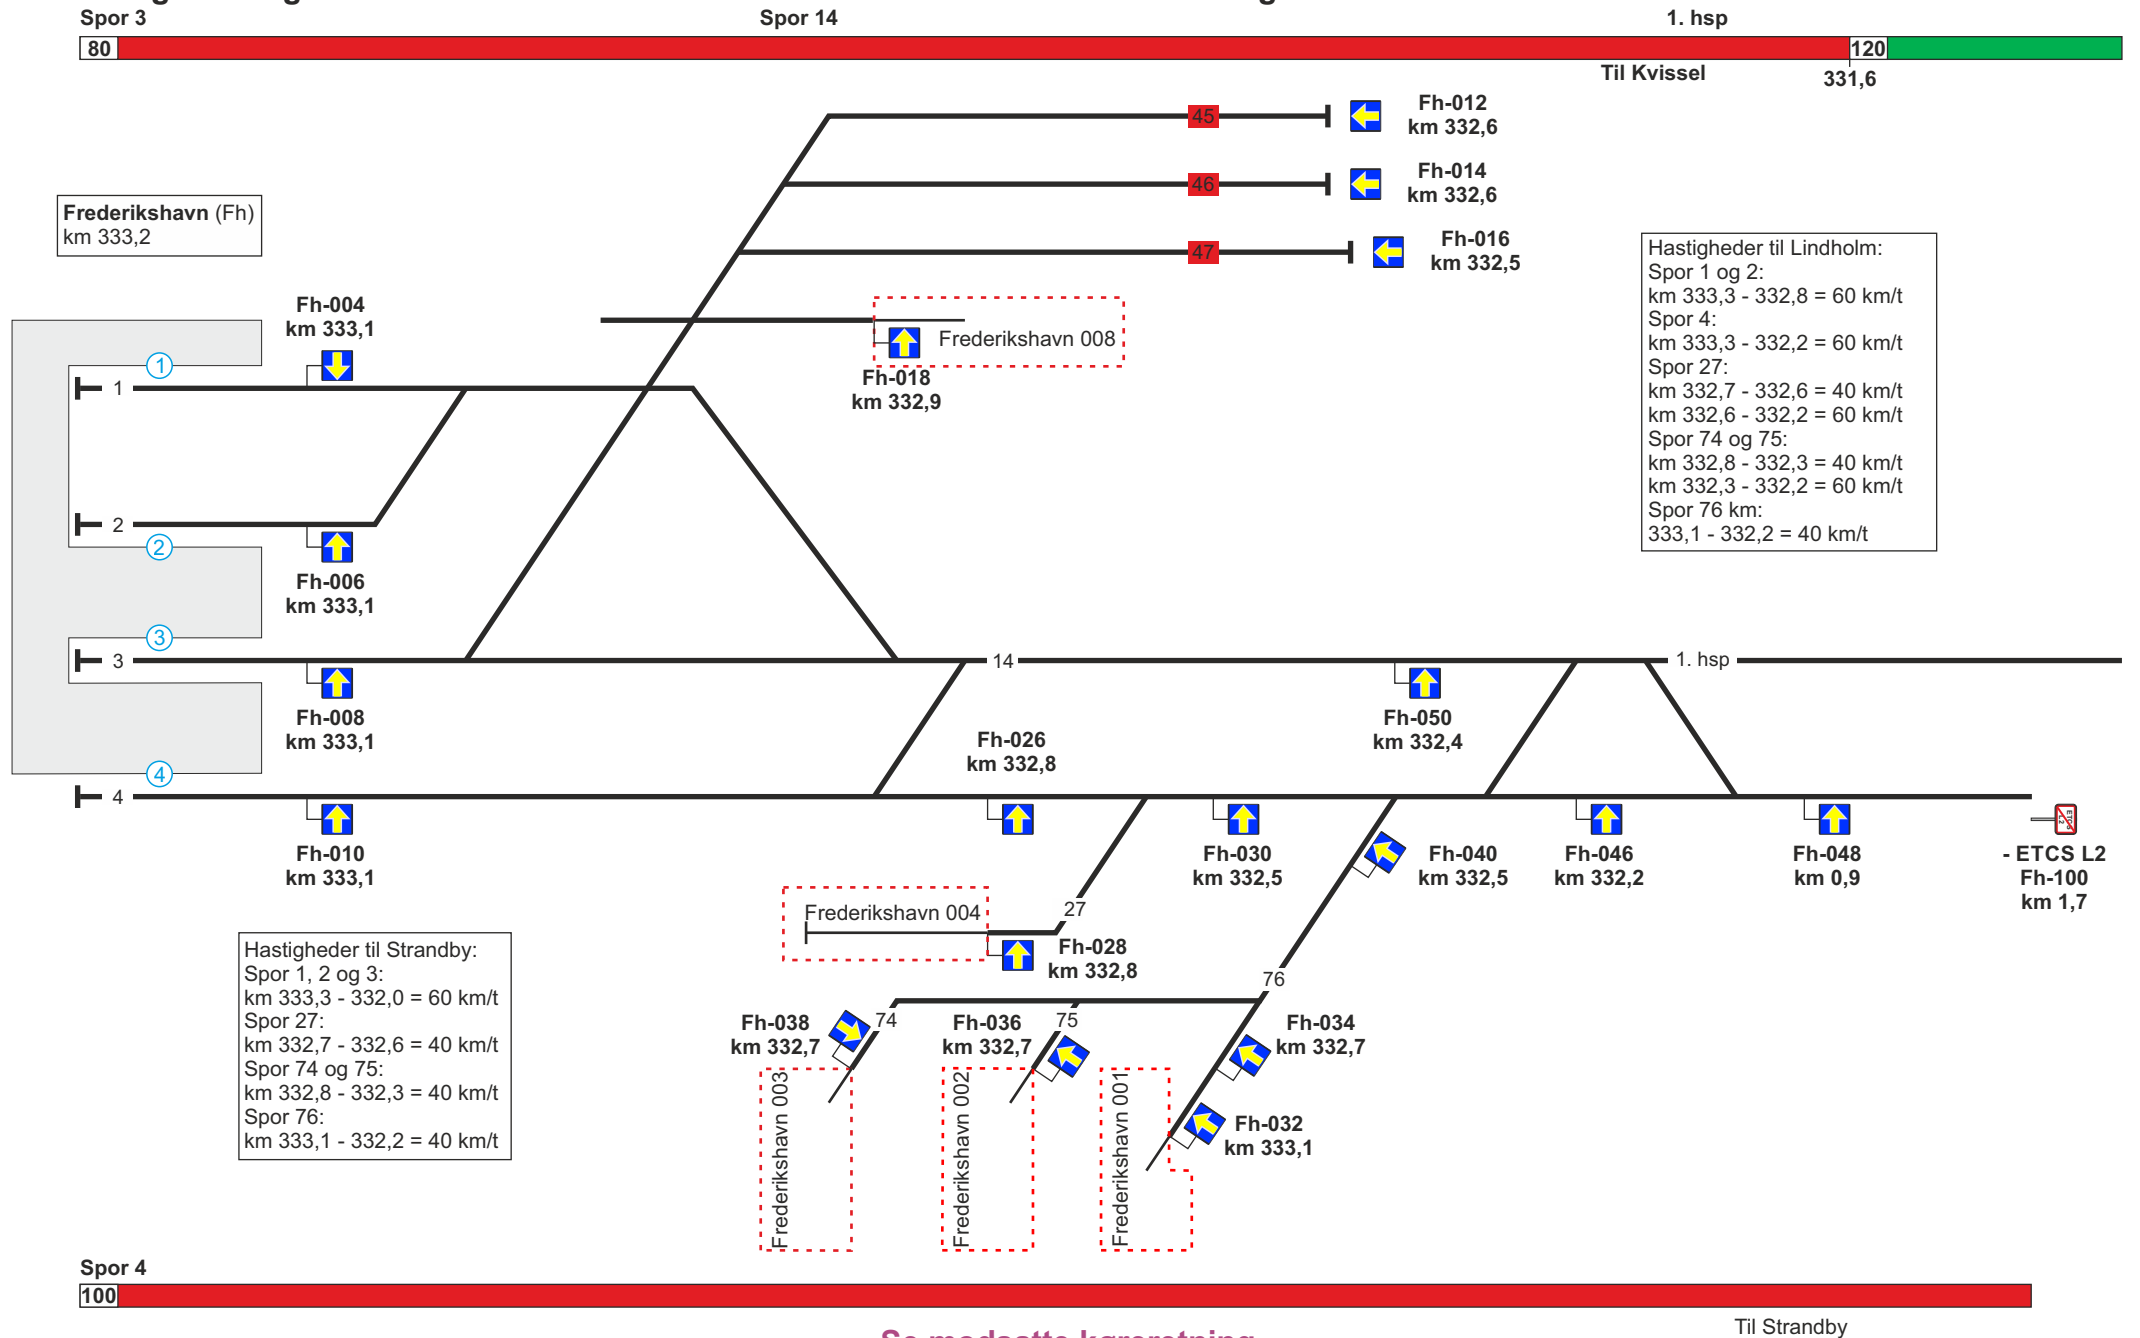 Spor 3
Spor 14
1. hsp
80
120
Til Kvissel
331,6
45
Fh-012
km 332,6
46
Fh-014
km 332,6
47
Fh-016
km 332,5
Frederikshavn (Fh)
km 333,2
Hastigheder til Lindholm:
Spor 1 og 2:
km 333,3 - 332,8 = 60 km/t
Spor 4:
km 333,3 - 332,2 = 60 km/t
Spor 27:
km 332,7 - 332,6 = 40 km/t
km 332,6 - 332,2 = 60 km/t
Spor 74 og 75:
km 332,8 - 332,3 = 40 km/t
km 332,3 - 332,2 = 60 km/t
Spor 76 km:
333,1 - 332,2 = 40 km/t
Fh-004
km 333,1
Frederikshavn 008
Fh-018
km 332,9
1
1
2
2
Fh-006
km 333,1
3
3
14
1. hsp
Fh-008
km 333,1
Fh-050
km 332,4
Fh-026
km 332,8
4
4
Fh-010
km 333,1
Fh-030
km 332,5
Fh-040
km 332,5
Fh-046
km 332,2
Fh-048
km 0,9
- ETCS L2
Fh-100
km 1,7
Frederikshavn 004
27
Fh-028
km 332,8
Hastigheder til Strandby:
Spor 1, 2 og 3:
km 333,3 - 332,0 = 60 km/t
Spor 27:
km 332,7 - 332,6 = 40 km/t
Spor 74 og 75:
km 332,8 - 332,3 = 40 km/t
Spor 76:
km 333,1 - 332,2 = 40 km/t
76
Fh-038
km 332,7
74
Fh-036
km 332,7
75
Fh-034
km 332,7
Fh-032
km 333,1
Frederikshavn 003
Frederikshavn 002
Frederikshavn 001
Spor 4
100
Til Strandby